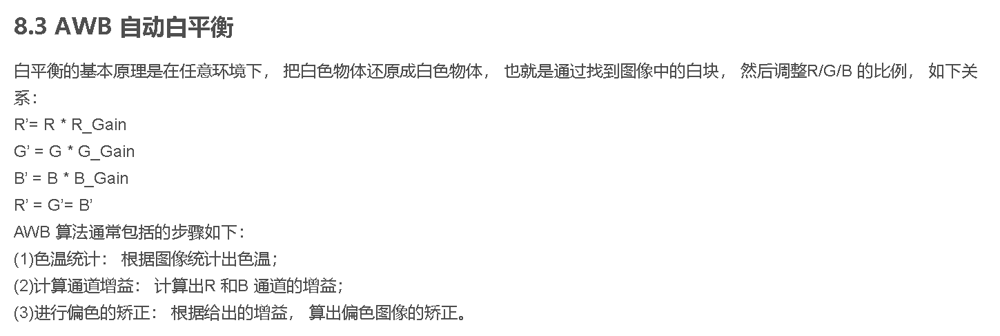 8.3 AWB 自动白平衡
白平衡的基本原理是在任意环境下， 把白色物体还原成白色物体， 也就是通过找到图像中的白块， 然后调整R/G/B 的比例， 如下关
系：
R’= R * R_Gain
G’ = G * G_Gain
B’ = B * B_Gain
R’ = G’= B’
AWB 算法通常包括的步骤如下：
(1)色温统计： 根据图像统计出色温；
(2)计算通道增益： 计算出R 和B 通道的增益；
(3)进行偏色的矫正： 根据给出的增益， 算出偏色图像的矫正。